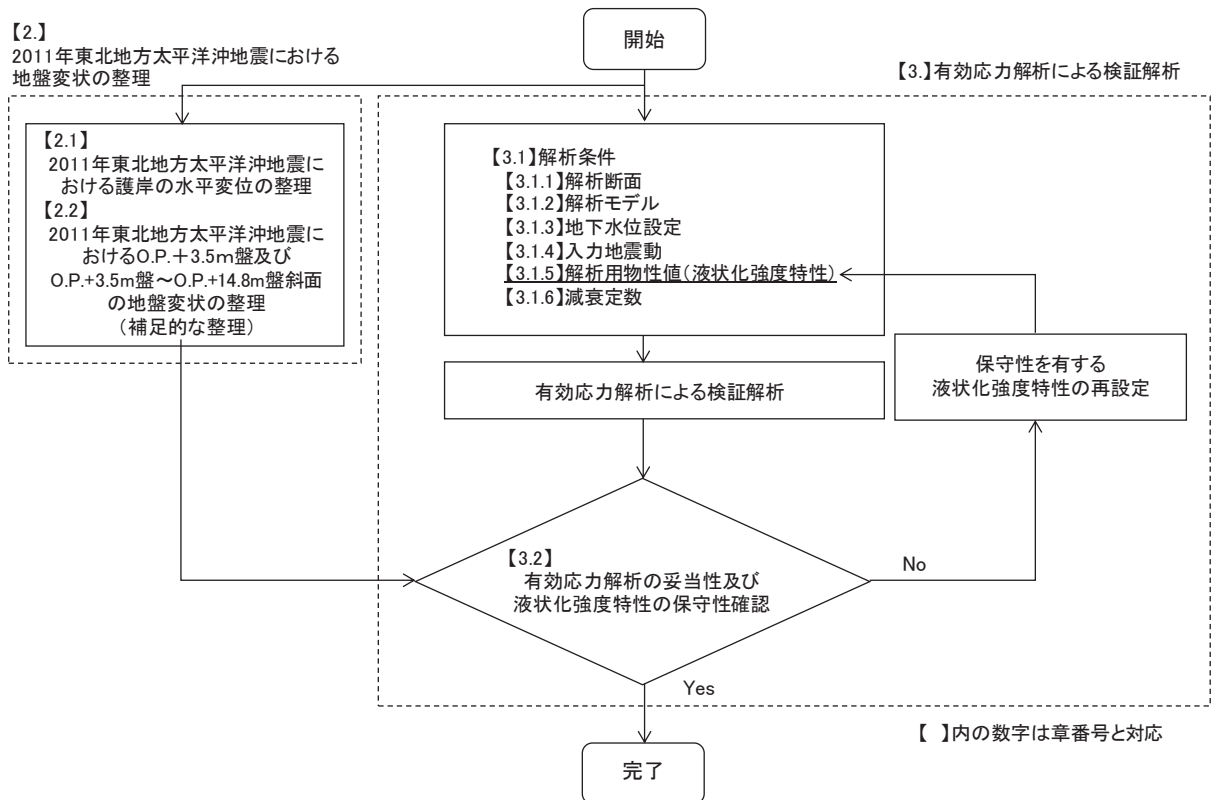 開始
【2.】
2011年東北地方太平洋沖地震における
地盤変状の整理
【2.1】
2011年東北地方太平洋沖地震に
おける護岸の水平変位の整理
【2.2】
2011年東北地方太平洋沖地震に
おけるO.P.+3.5m盤及び
O.P.+3.5m盤～O.P.+14.8m盤斜面
の地盤変状の整理
（補足的な整理）
【3.】有効応力解析による検証解析
【3.1】解析条件
【3.1.1】解析断面
【3.1.2】解析モデル
【3.1.3】地下水位設定
【3.1.4】入力地震動
【3.1.5】解析用物性値（液状化強度特性）
【3.1.6】減衰定数
有効応力解析による検証解析
保守性を有する
液状化強度特性の再設定
【3.2】
有効応力解析の妥当性及び
液状化強度特性の保守性確認
No
Yes
【 】内の数字は章番号と対応
完了